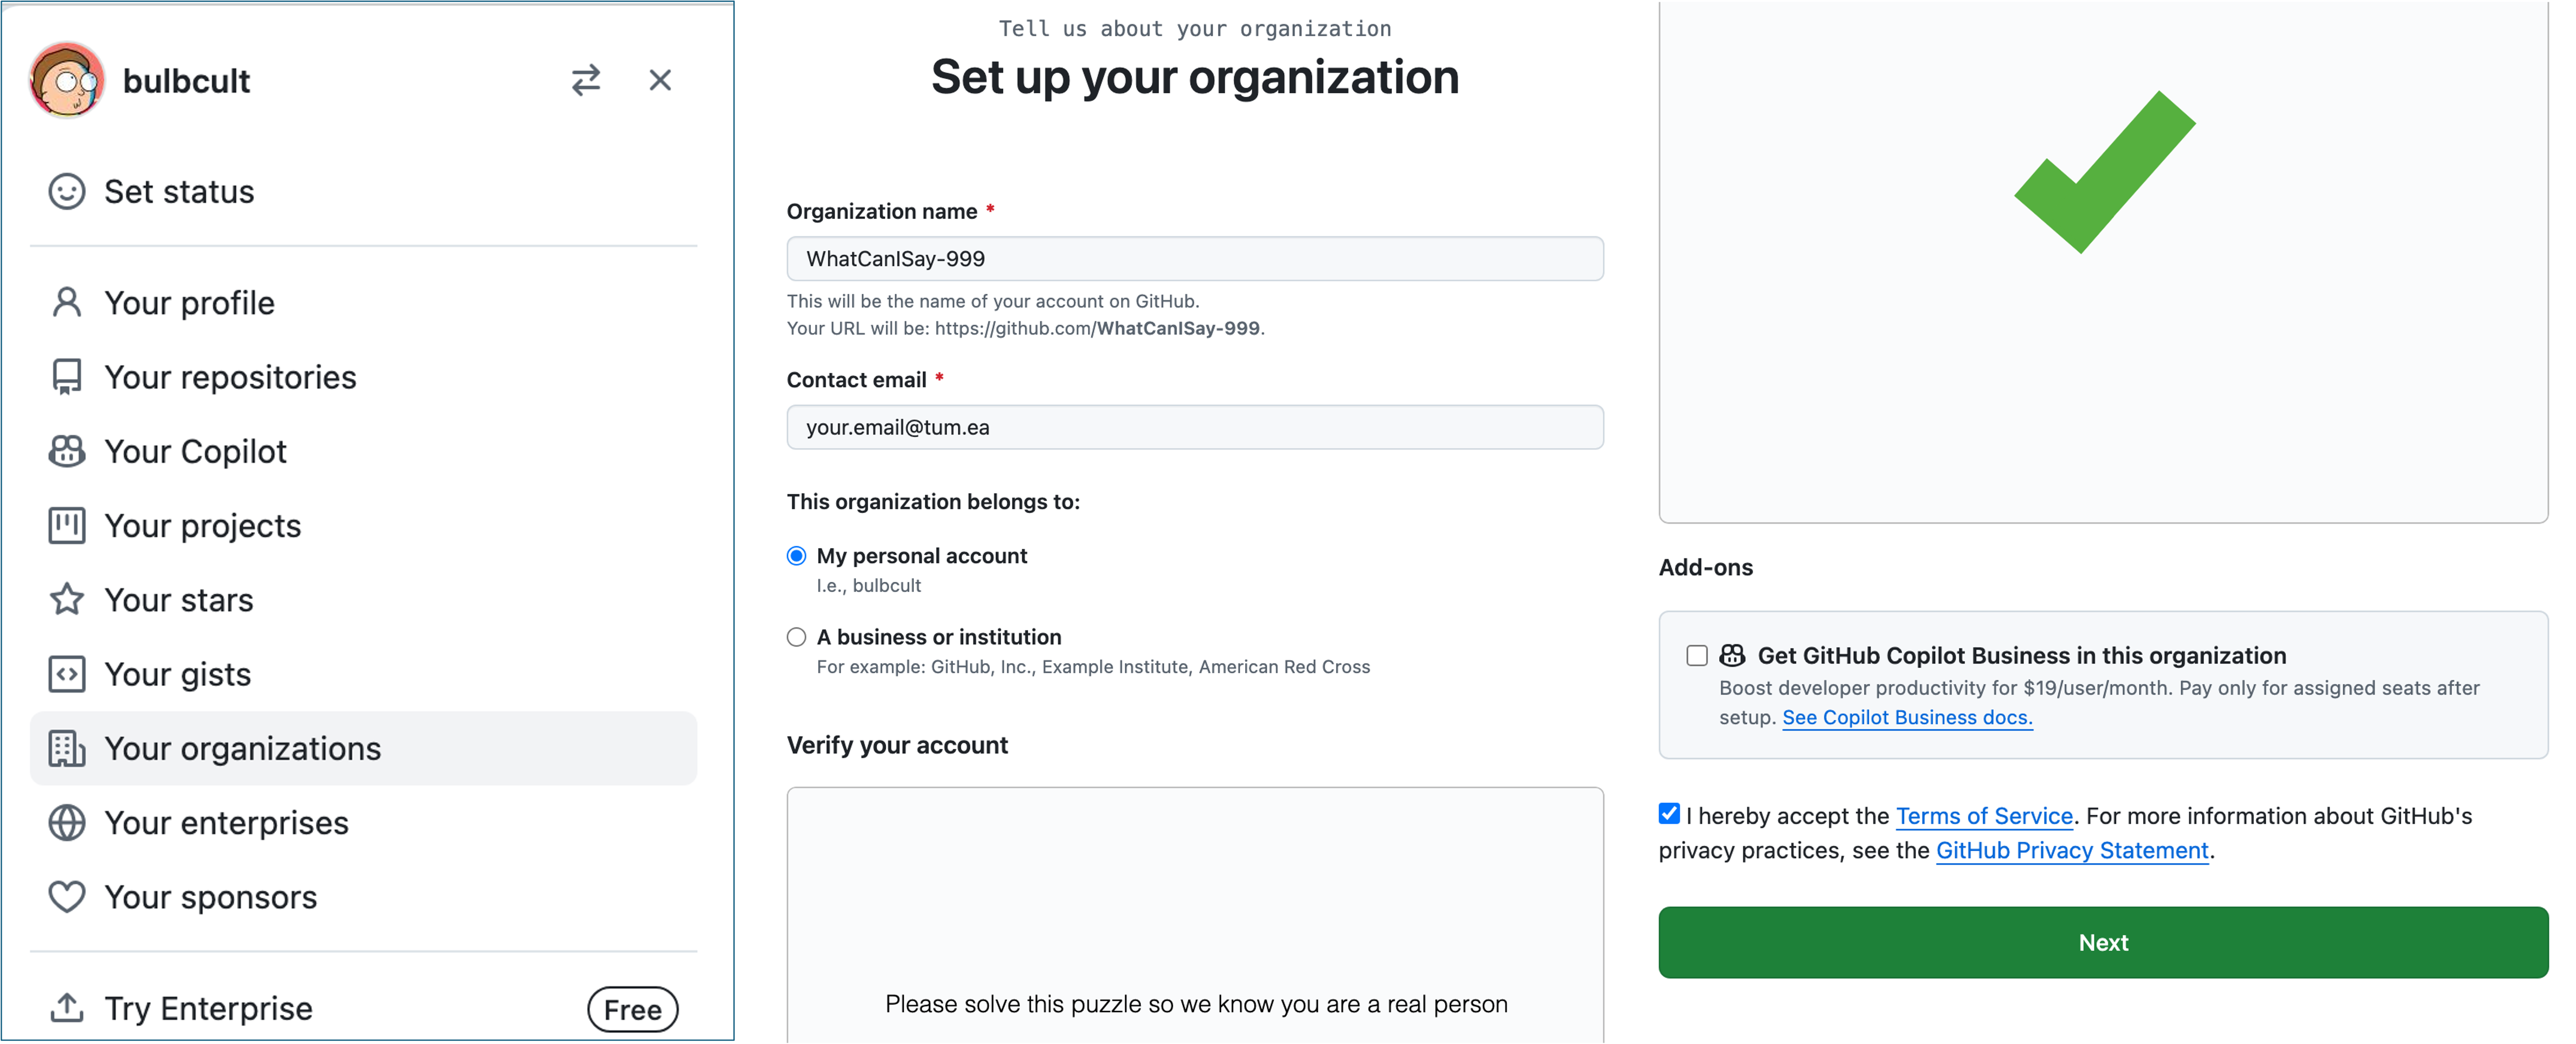 bulbcult
Set status
Your profile
Your repositories
Your Copilot
Your projects
Your stars
Your gists
Your organizations
Your enterprises
Your sponsors
Try Enterprise
Free
Tell us about your organization
Set up your organization
Organization name *
WhatCanISay-999
This will be the name of your account on GitHub.
Your URL will be: https://github.com/WhatCanISay-999.
Contact email *
your.email@tum.ea
This organization belongs to:
My personal account
I.e., bulbcult
A business or institution
For example: GitHub, Inc., Example Institute, American Red Cross
Verify your account
Please solve this puzzle so we know you are a real person
Add-ons
Get GitHub Copilot Business in this organization
Boost developer productivity for $19/user/month. Pay only for assigned seats after
setup. See Copilot Business docs.
I hereby accept the Terms of Service. For more information about GitHub's
privacy practices, see the GitHub Privacy Statement.
Next